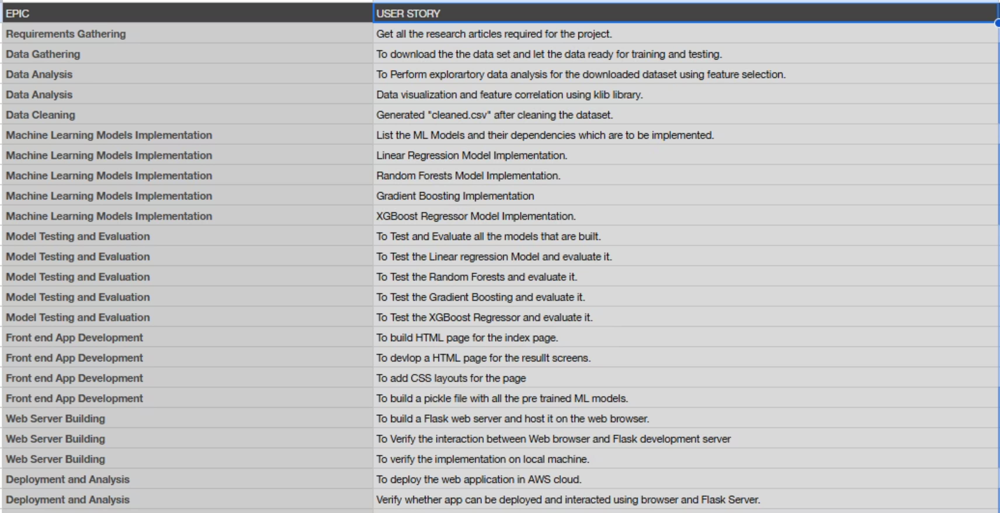 EPIC USER STORY
Requirements Gathering Get all the research articles required for the project.
Data Gathering To download the the data set and let the data ready for training and testing.
Data Analysis To Perform explorartory data analysis for the downloaded dataset using feature selection.
Data Analysis Data visualization and feature correlation using klib library.
Data Cleaning Generated "cleaned.csv" after cleaning the dataset.
Machine Learning Models Implementation List the ML Models and their dependencies which are to be implemented.
Machine Learning Models Implementation Linear Regression Model Implementation.
Machine Learning Models Implementation Random Forests Model Implementation.
Machine Learning Models Implementation Gradient Boosting Implementation
Machine Learning Models Implementation XGBoost Regressor Model Implementation.
Model Testing and Evaluation To Test and Evaluate all the models that are built.
Model Testing and Evaluation To Test the Linear regression Model and evaluate it.
Model Testing and Evaluation To Test the Random Forests and evaluate it.
Model Testing and Evaluation To Test the Gradient Boosting and evaluate it.
Model Testing and Evaluation To Test the XGBoost Regressor and evaluate it.
Front end App Development To build HTML page for the index page.
Front end App Development To devlop a HTML page for the resullt screens.
Front end App Development To add CSS layouts for the page
Front end App Development To build a pickle file with all the pre trained ML models.
Web Server Building To build a Flask web server and host it on the web browser.
Web Server Building To Verify the interaction between Web browser and Flask development server
Web Server Building To verify the implementation on local machine.
Deployment and Analysis To deploy the web application in AWS cloud.
Deployment and Analysis Verify whether app can be deployed and interacted using browser and Flask Server.